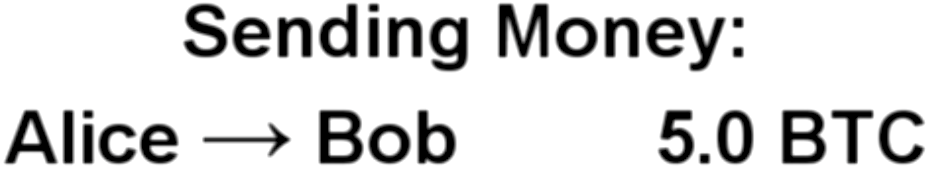 Sending Money:
Alice → Bob 5.0 BTC